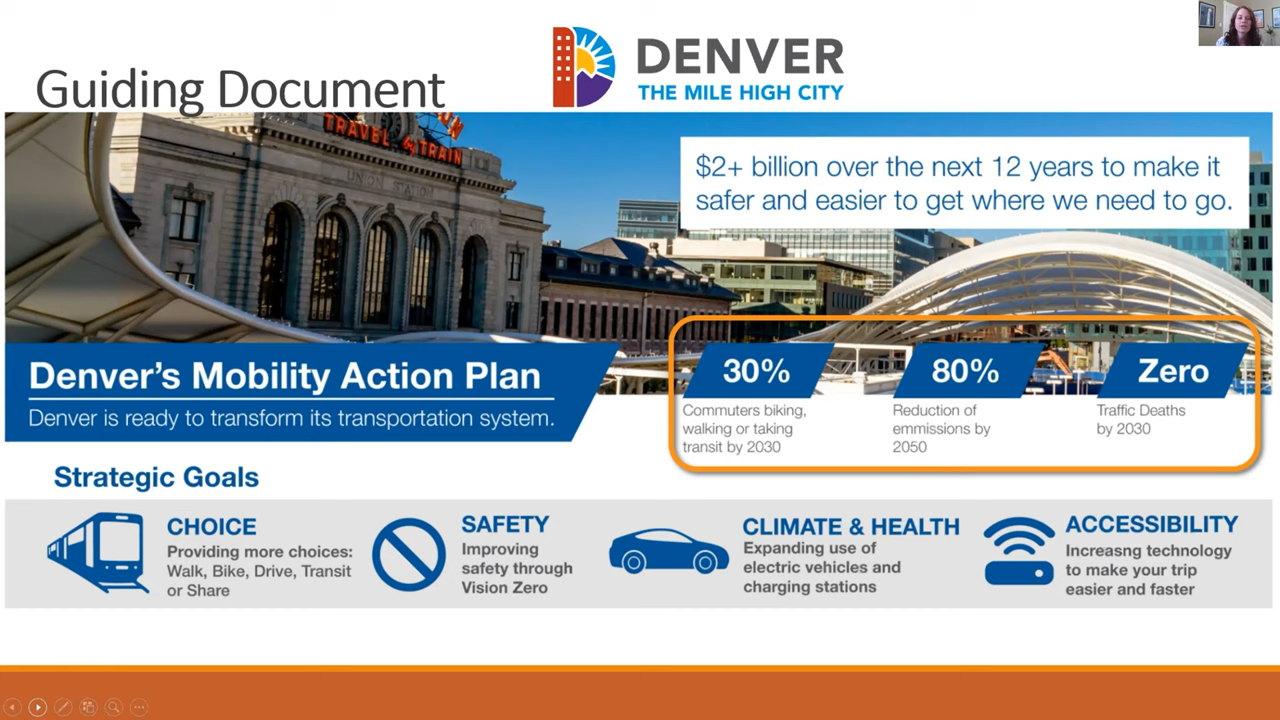 Guiding Document
DENVER
THE MILE HIGH CITY
TRAVEL by TRAIN
UNION STATION
$2+ billion over the next 12 years to make it
safer and easier to get where we need to go.
Denver's Mobility Action Plan
Denver is ready to transform its transportation system.
30%
Commuters biking,
walking or taking
transit by 2030
80%
Reduction of
emmissions by
2050
Zero
Traffic Deaths
by 2030
Strategic Goals
CHOICE
Providing more choices:
Walk, Bike, Drive, Transit
or Share
SAFETY
Improving
safety through
Vision Zero
CLIMATE & HEALTH
Expanding use of
electric vehicles and
charging stations
ACCESSIBILITY
Increasng technology
to make your trip
easier and faster